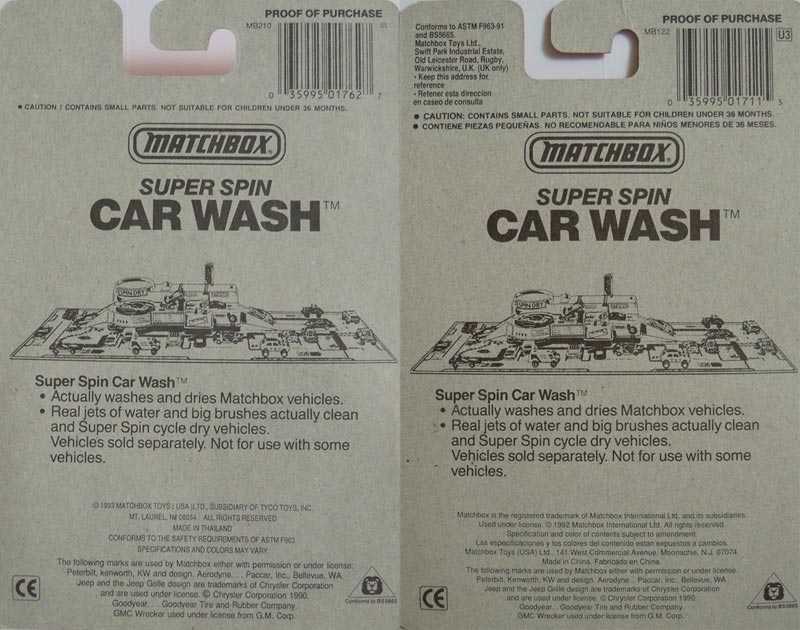 PROOF OF PURCHASE
MB210
US
0 35995 01762 7
• CAUTION ! CONTAINS SMALL PARTS. NOT SUITABLE FOR CHILDREN UNDER 36 MONTHS.
MATCHBOX
SUPER SPIN
CAR WASH™
SPIN DRY
Super Spin Car Wash™
• Actually washes and dries Matchbox vehicles.
• Real jets of water and big brushes actually clean
and Super Spin cycle dry vehicles.
Vehicles sold separately. Not for use with some
vehicles.
© 1993 MATCHBOX TOYS ( USA )LTD., SUBSIDIARY OF TYCO TOYS, INC.
MT. LAUREL, NJ 08054 ALL RIGHTS RESERVED.
MADE IN THAILAND
CONFORMS TO THE SAFETY REQUIREMENTS OF ASTM F963.
SPECIFICATIONS AND COLORS MAY VARY
The following marks are used by Matchbox either with permission or under license:
Peterbilt, kenworth, KW and design, Aerodyne. . . Paccar, Inc., Bellevue, WA.
Jeep and the Jeep Grille design are trademarks of Chrysler Corporation
and are used under license. © Chrysler Corporation 1990.
Goodyear. . . Goodyear Tire and Rubber Company.
GMC Wrecker used under license from G.M. Corp.
CE
Conforms to BS5665
Conforms to ASTM F963-91
and BS5665.
Matchbox Toys Ltd.,
Swift Park Industrial Estate,
Old Leicester Road, Rugby,
Warwickshire, U.K. (UK only)
• Keep this address for
reference
• Retener esta direccion
en caseo de consulta
PROOF OF PURCHASE
MB122
U3
0 35995 01711 5
• CAUTION: CONTAINS SMALL PARTS. NOT SUITABLE FOR CHILDREN UNDER 36 MONTHS.
• CONTIENE PIEZAS PEQUEÑAS. NO RECOMENDABLE PARA NIÑOS MENORES DE 36 MESES.
MATCHBOX
SUPER SPIN
CAR WASH™
SPIN DRY
Super Spin Car Wash™
• Actually washes and dries Matchbox vehicles.
• Real jets of water and big brushes actually clean
and Super Spin cycle dry vehicles.
Vehicles sold separately. Not for use with some
vehicles.
Matchbox is the registered trademark of Matchbox International Ltd, and its subsidiaries.
Used under license. © 1992 Matchbox International Ltd. All rights reserved.
Specification and color of contents subject to amendment.
Las especificaciones y los colores del contenido estan expuestos a cambios.
Matchbox Toys (USA) Ltd., 141 West Commercial Avenue, Moonachie, N.J. 07074
Made in China. Fabricado en China.
The following marks are used by Matchbox either with permission or under license:
Peterbilt, Kenworth, KW and design, Aerodyne .. Paccar, Inc., Bellevue, WA.
Jeep and the Jeep Grille design are trademarks of Chrysler Corporation
and are used under license. © Chrysler Corporation 1990.
Goodyear... Goodyear Tire and Rubber Company.
GMC Wrecker used under license from G.M. Corp.
CE
Conforms to BS5665